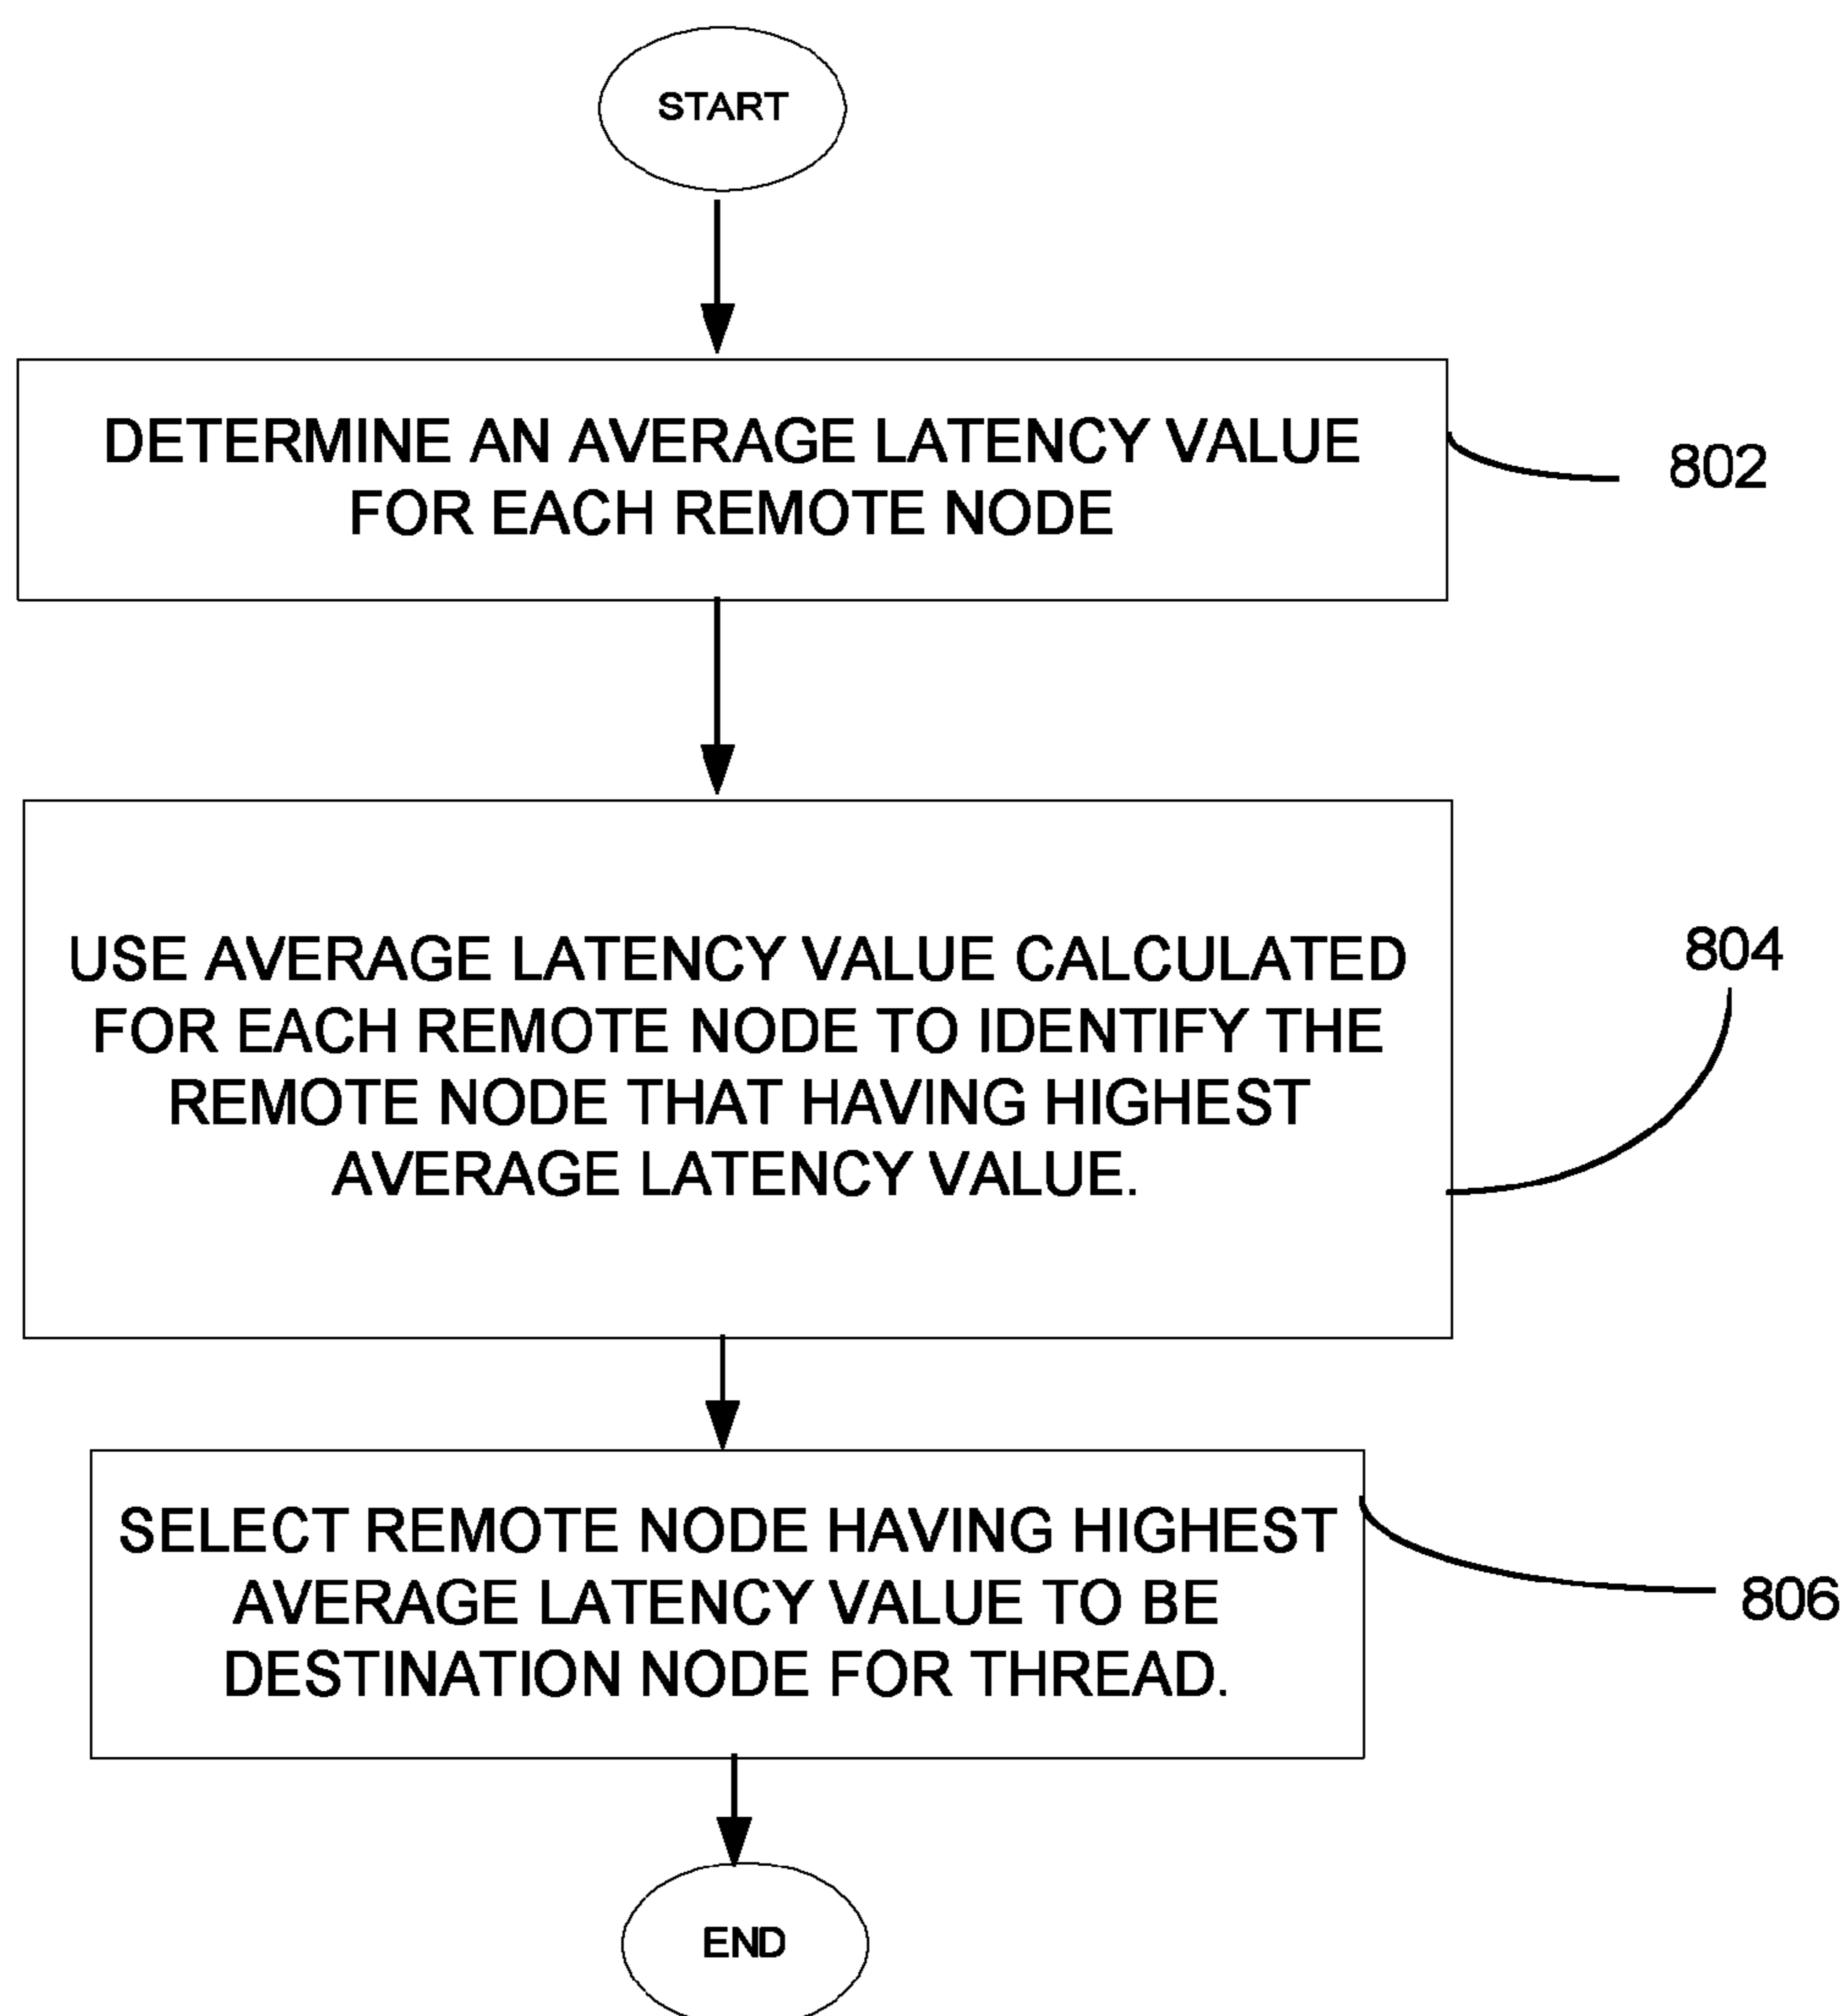 START
DETERMINE AN AVERAGE LATENCY VALUE
FOR EACH REMOTE NODE
802
USE AVERAGE LATENCY VALUE CALCULATED
FOR EACH REMOTE NODE TO IDENTIFY THE
REMOTE NODE THAT HAVING HIGHEST
AVERAGE LATENCY VALUE.
804
SELECT REMOTE NODE HAVING HIGHEST
AVERAGE LATENCY VALUE TO BE
DESTINATION NODE FOR THREAD.
806
END